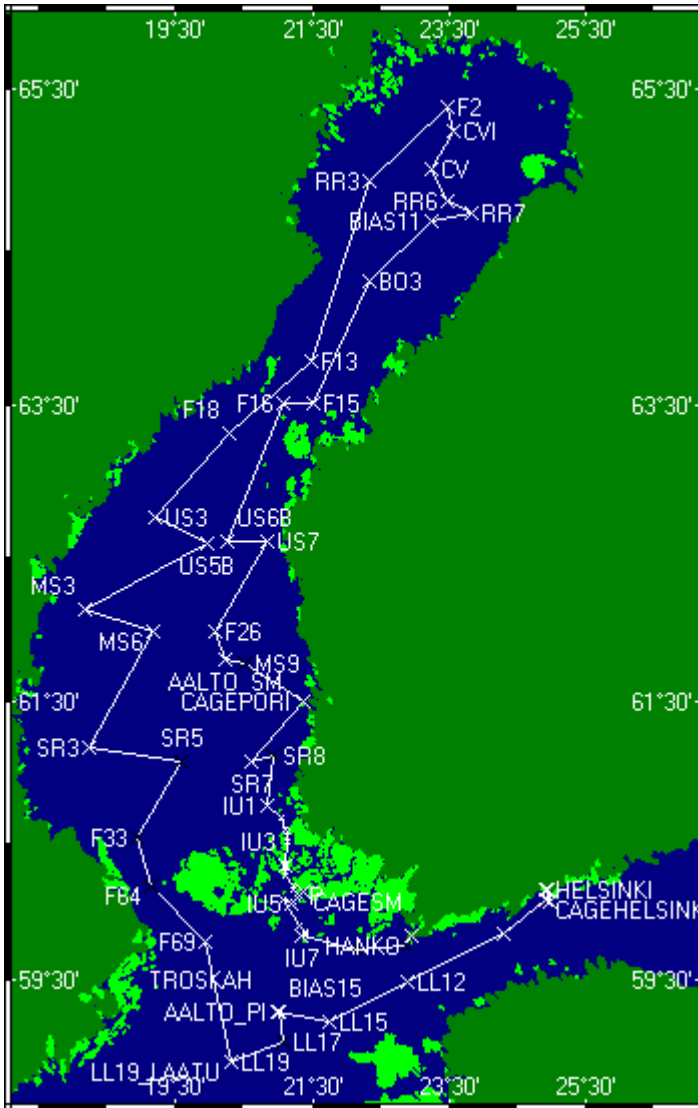 19°30' 21°30' 23°30' 25°30'
65°30' 65°30'
F2
CVI
CV
RR3
RR6
RR7
BIAS11
BO3
F13
F16 F15
63°30' 63°30'
F18
US3
US6B
US7
US5B
MS3
MS6
F26
MS9
AALTO_SM
CAGEPORI
61°30' 61°30'
SR5
SR3
SR8
SR7
IU1
F33
IU3
F64
HELSINKI
CAGESM
IU5
F69
HANKO
IU7
59°30' 59°30'
TROSKAH
LL12
BIAS15
AALTO_PI
LL15
LL17
LL19
LL19_LAATU
19°30' 21°30' 23°30' 25°30'